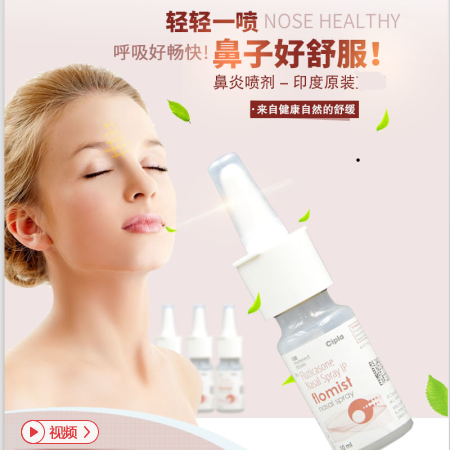 轻轻一喷 NOSE HEALTHY
呼吸好畅快! 鼻子好舒服!
鼻炎喷剂 – 印度原装
·来自健康自然的舒缓
Cipla
Fluticasone
Nasal Spray IP
flomist
nasal spray
10 ml
视频